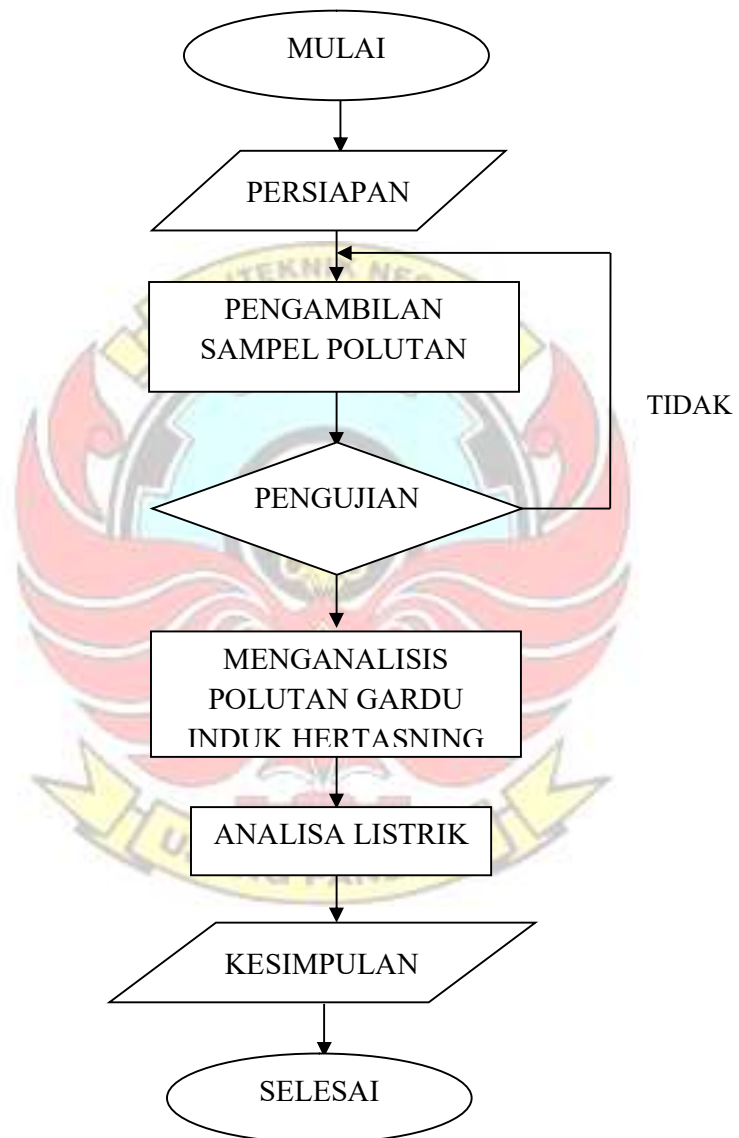 MULAI
PERSIAPAN
PENGAMBILAN
SAMPEL POLUTAN
TIDAK
PENGUJIAN
MENGANALISIS
POLUTAN GARDU
INDUK HERTASNING
ANALISA LISTRIK
KESIMPULAN
SELESAI